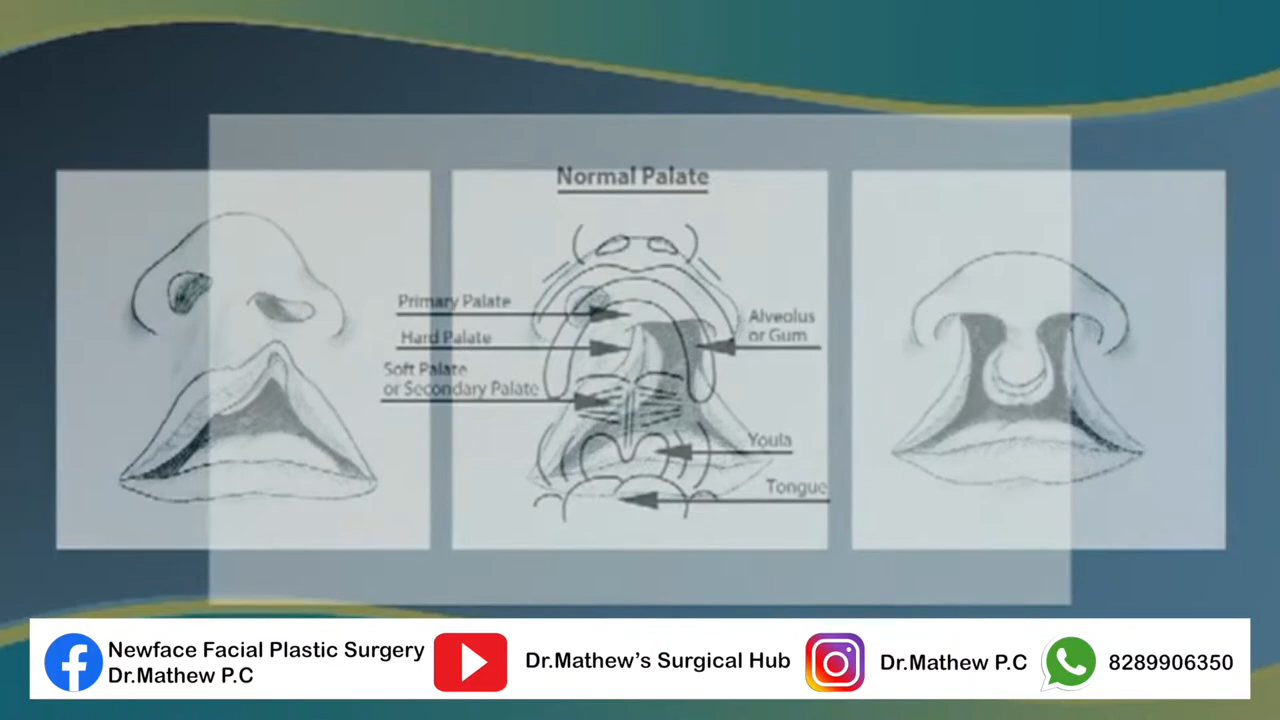 Normal Palate
Primary Palate
Hard Palate
Soft Palate
or Secondary Palate
Alveolus
or Gum
Youla
Tongue
Newface Facial Plastic Surgery
Dr.Mathew P.C
Dr.Mathew's Surgical Hub
Dr.Mathew P.C
8289906350